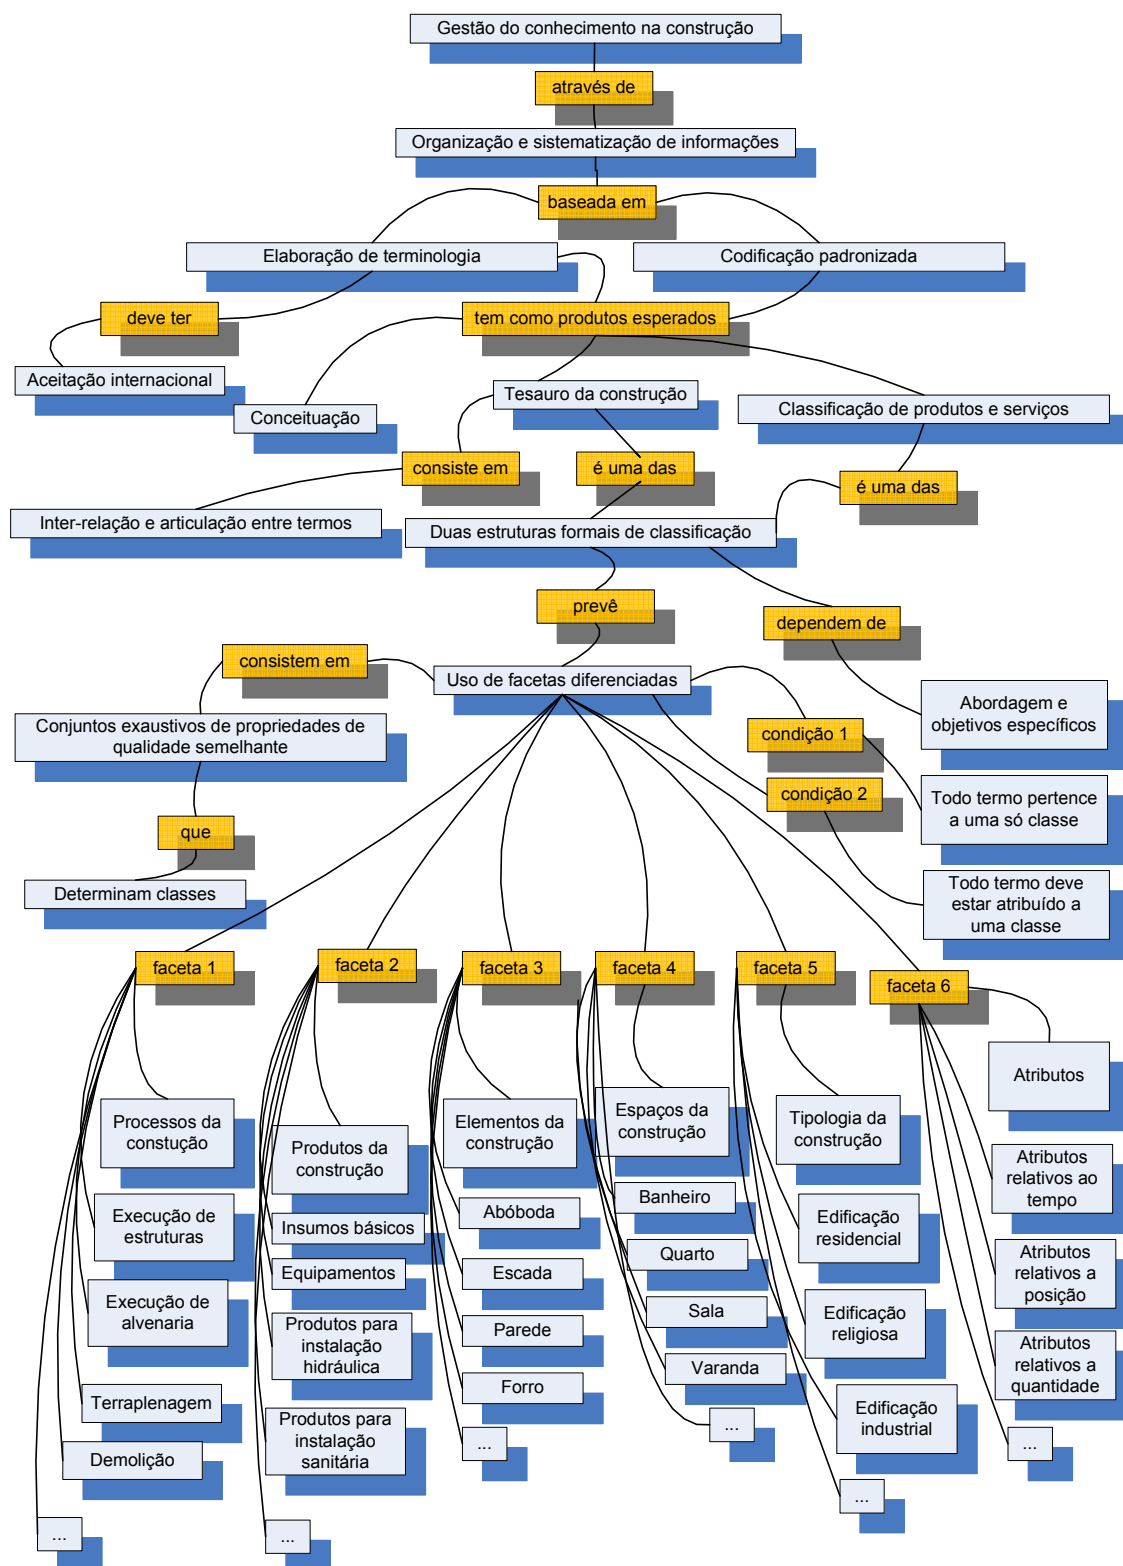 Gestão do conhecimento na construção
através de
Organização e sistematização de informações
baseada em
Elaboração de terminologia
Codificação padronizada
deve ter
tem como produtos esperados
Aceitação internacional
Conceituação
Tesauro da construção
Classificação de produtos e serviços
consiste em
é uma das
é uma das
Inter-relação e articulação entre termos
Duas estruturas formais de classificação
prevê
dependem de
consistem em
Uso de facetas diferenciadas
Abordagem e
objetivos específicos
Conjuntos exaustivos de propriedades de
qualidade semelhante
condição 1
condição 2
Todo termo pertence
a uma só classe
que
Determinam classes
Todo termo deve
estar atribuído a
uma classe
faceta 1
faceta 2
faceta 3
faceta 4
faceta 5
faceta 6
Processos da
constução
Execução de
estruturas
Execução de
alvenaria
Terraplenagem
Demolição
...
Produtos da
construção
Insumos básicos
Equipamentos
Produtos para
instalação
hidráulica
Produtos para
instalação
sanitária
...
Elementos da
construção
Abóboda
Escada
Parede
Forro
...
Espaços da
construção
Banheiro
Quarto
Sala
Varanda
...
Tipologia da
construção
Edificação
residencial
Edificação
religiosa
Edificação
industrial
...
Atributos
Atributos
relativos ao
tempo
Atributos
relativos a
posição
Atributos
relativos a
quantidade
...